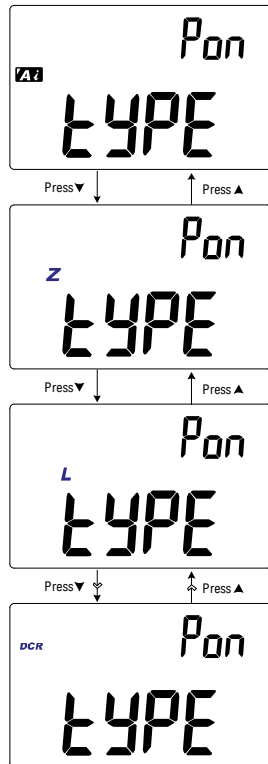 Pon
Ai
tYPE
Press▼ Press▲
Pon
Z
tYPE
Press▼ Press▲
Pon
L
tYPE
Press▼ Press▲
Pon
DCR
tYPE